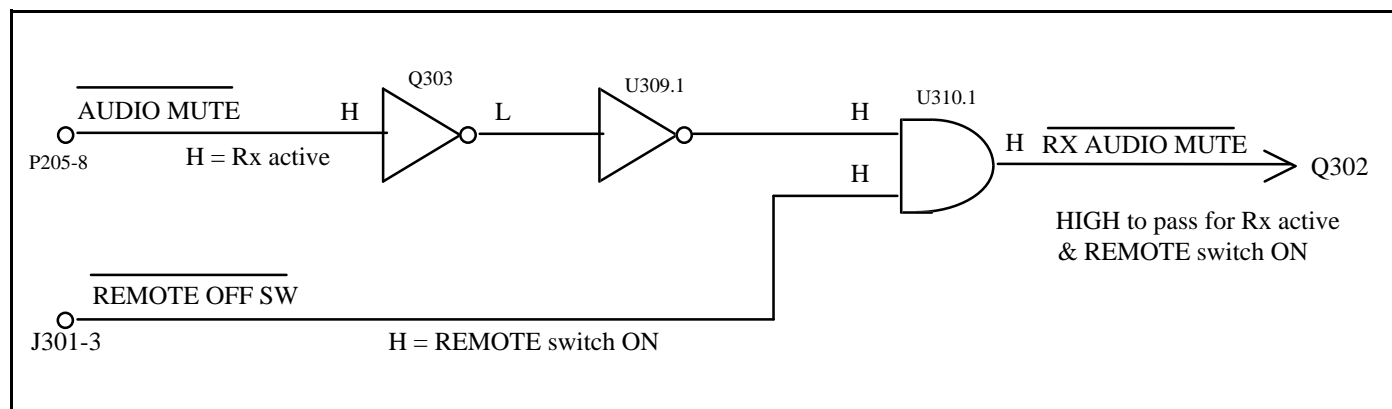 Q303
U309.1
U310.1
AUDIO MUTE
H
L
H
H
RX AUDIO MUTE
P205-8
H = Rx active
H
Q302
HIGH to pass for Rx active
& REMOTE switch ON
REMOTE OFF SW
J301-3
H = REMOTE switch ON